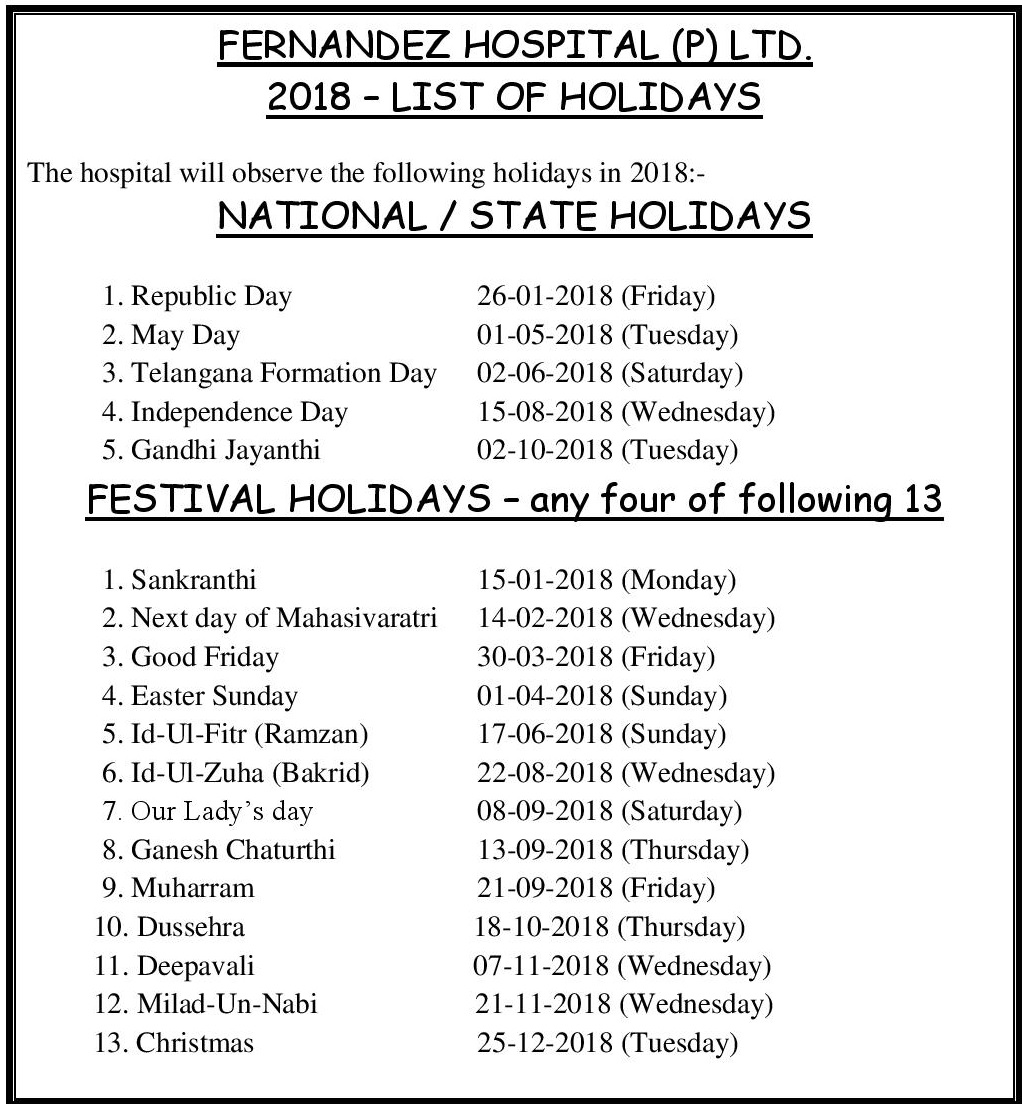 FERNANDEZ HOSPITAL (P) LTD.
2018 – LIST OF HOLIDAYS
The hospital will observe the following holidays in 2018:-
NATIONAL / STATE HOLIDAYS
1. Republic Day 26-01-2018 (Friday)
2. May Day 01-05-2018 (Tuesday)
3. Telangana Formation Day 02-06-2018 (Saturday)
4. Independence Day 15-08-2018 (Wednesday)
5. Gandhi Jayanthi 02-10-2018 (Tuesday)
FESTIVAL HOLIDAYS – any four of following 13
1. Sankranthi 15-01-2018 (Monday)
2. Next day of Mahasivaratri 14-02-2018 (Wednesday)
3. Good Friday 30-03-2018 (Friday)
4. Easter Sunday 01-04-2018 (Sunday)
5. Id-Ul-Fitr (Ramzan) 17-06-2018 (Sunday)
6. Id-Ul-Zuha (Bakrid) 22-08-2018 (Wednesday)
7. Our Lady’s day 08-09-2018 (Saturday)
8. Ganesh Chaturthi 13-09-2018 (Thursday)
9. Muharram 21-09-2018 (Friday)
10. Dussehra 18-10-2018 (Thursday)
11. Deepavali 07-11-2018 (Wednesday)
12. Milad-Un-Nabi 21-11-2018 (Wednesday)
13. Christmas 25-12-2018 (Tuesday)